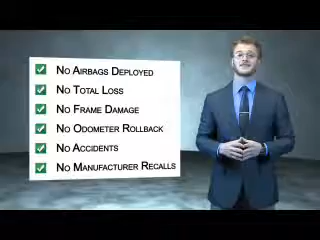 No Airbags Deployed
No Total Loss
No Frame Damage
No Odometer Rollback
No Accidents
No Manufacturer Recalls